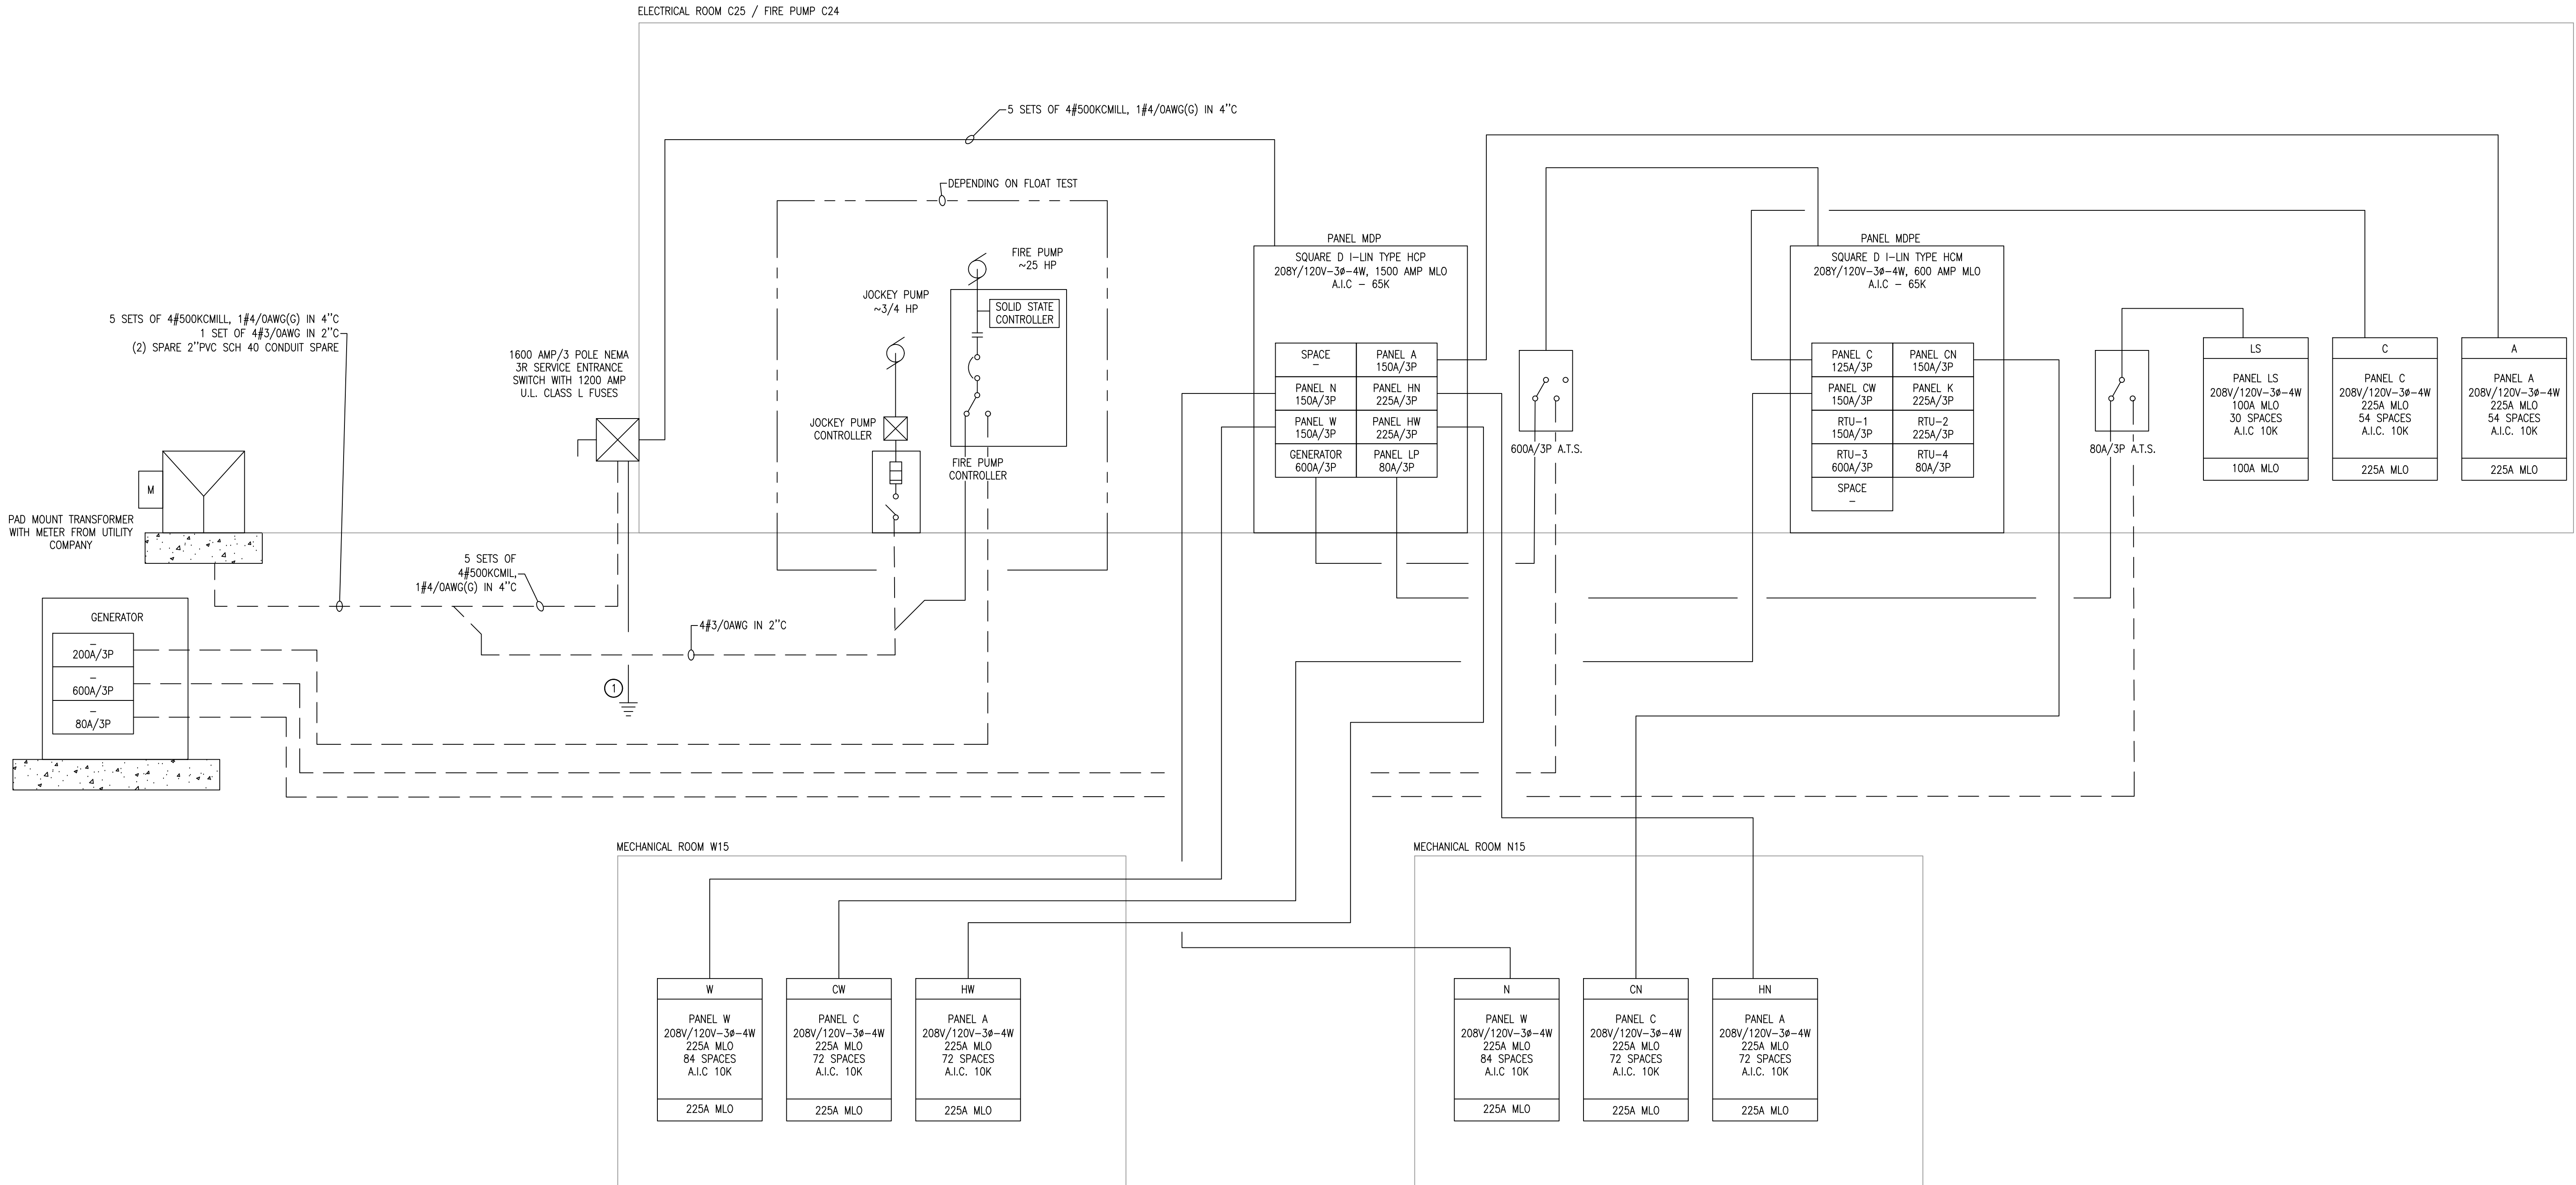 ELECTRICAL ROOM C25 / FIRE PUMP C24
5 SETS OF 4#500KCMILL, 1#4/0AWG(G) IN 4''C
DEPENDING ON FLOAT TEST
FIRE PUMP
~25 HP
SOLID STATE
CONTROLLER
JOCKEY PUMP
~3/4 HP
JOCKEY PUMP
CONTROLLER
FIRE PUMP
CONTROLLER
5 SETS OF 4#500KCMILL, 1#4/0AWG(G) IN 4''C
1 SET OF 4#3/0AWG IN 2''C
(2) SPARE 2''PVC SCH 40 CONDUIT SPARE
1600 AMP/3 POLE NEMA
3R SERVICE ENTRANCE
SWITCH WITH 1200 AMP
U.L. CLASS L FUSES
M
PAD MOUNT TRANSFORMER
WITH METER FROM UTILITY
COMPANY
5 SETS OF
4#500KCMIL,
1#4/0AWG(G) IN 4''C
4#3/0AWG IN 2''C
1
GENERATOR
–
200A/3P
–
600A/3P
–
80A/3P
PANEL MDP
SQUARE D I-LIN TYPE HCP
208Y/120V-3ø-4W, 1500 AMP MLO
A.I.C - 65K
SPACE
–
PANEL A
150A/3P
PANEL N
150A/3P
PANEL HN
225A/3P
PANEL W
150A/3P
PANEL HW
225A/3P
GENERATOR
600A/3P
PANEL LP
80A/3P
600A/3P A.T.S.
PANEL MDPE
SQUARE D I-LIN TYPE HCM
208Y/120V-3ø-4W, 600 AMP MLO
A.I.C - 65K
PANEL C
125A/3P
PANEL CN
150A/3P
PANEL CW
150A/3P
PANEL K
225A/3P
RTU-1
150A/3P
RTU-2
225A/3P
RTU-3
600A/3P
RTU-4
80A/3P
SPACE
–
80A/3P A.T.S.
LS
PANEL LS
208V/120V-3ø-4W
100A MLO
30 SPACES
A.I.C 10K
100A MLO
C
PANEL C
208V/120V-3ø-4W
225A MLO
54 SPACES
A.I.C. 10K
225A MLO
A
PANEL A
208V/120V-3ø-4W
225A MLO
54 SPACES
A.I.C. 10K
225A MLO
MECHANICAL ROOM W15
W
PANEL W
208V/120V-3ø-4W
225A MLO
84 SPACES
A.I.C 10K
225A MLO
CW
PANEL C
208V/120V-3ø-4W
225A MLO
72 SPACES
A.I.C. 10K
225A MLO
HW
PANEL A
208V/120V-3ø-4W
225A MLO
72 SPACES
A.I.C. 10K
225A MLO
MECHANICAL ROOM N15
N
PANEL W
208V/120V-3ø-4W
225A MLO
84 SPACES
A.I.C 10K
225A MLO
CN
PANEL C
208V/120V-3ø-4W
225A MLO
72 SPACES
A.I.C. 10K
225A MLO
HN
PANEL A
208V/120V-3ø-4W
225A MLO
72 SPACES
A.I.C. 10K
225A MLO